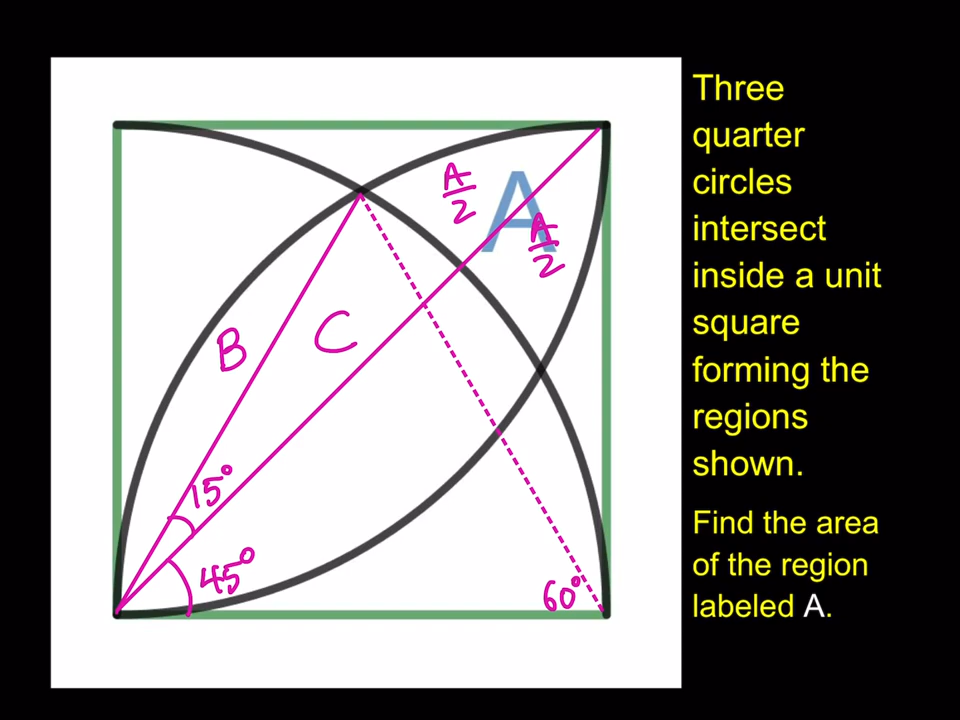 Three
quarter
circles
intersect
inside a unit
square
forming the
regions
shown.
Find the area
of the region
labeled A.
A
A/2
A/2
B
C
15°
45°
60°